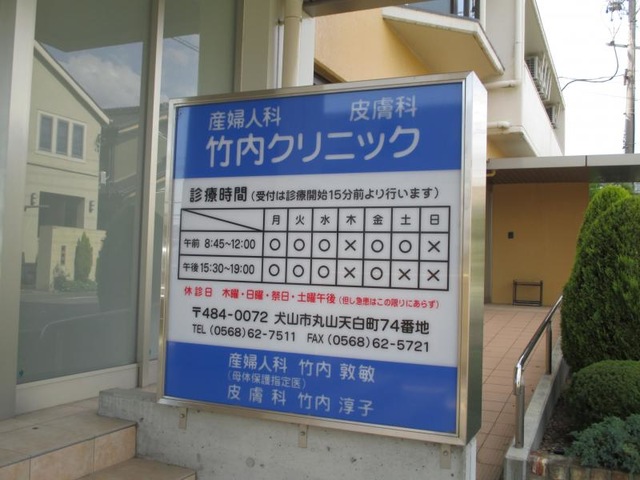 産婦人科 皮膚科
竹内クリニック
診療時間(受付は診療開始15分前より行います)
月 火 水 木 金 土 日
午前 8:45~12:00 ○ ○ ○ × ○ ○ ×
午後 15:30~19:00 ○ ○ ○ × ○ × ×
休診日 木曜・日曜・祭日・土曜午後(但し急患はこの限りにあらず)
〒484-0072 犬山市丸山天白町74番地
TEL (0568)62-7511 FAX (0568)62-5721
産婦人科 竹内 敦敏
(母体保護指定医)
皮膚科 竹内 淳子